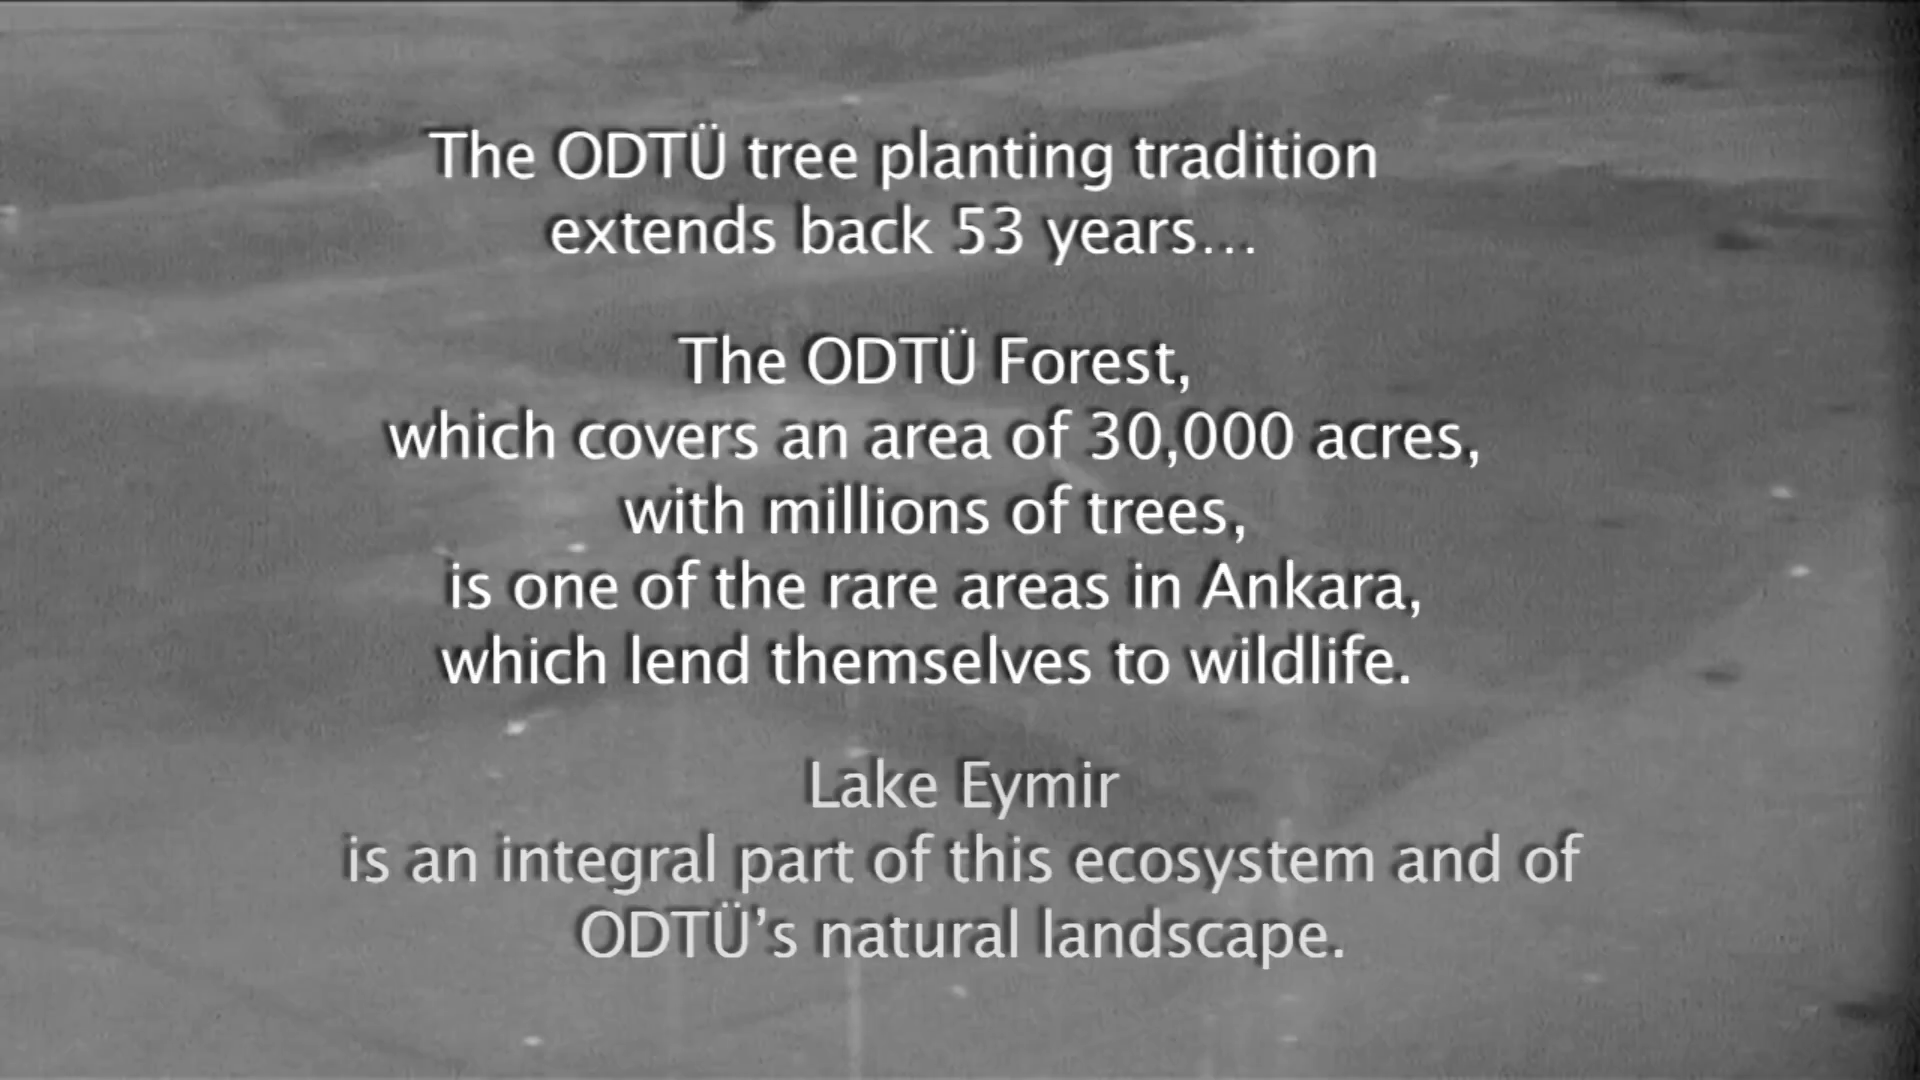 The ODTÜ tree planting tradition
extends back 53 years…
The ODTÜ Forest,
which covers an area of 30,000 acres,
with millions of trees,
is one of the rare areas in Ankara,
which lend themselves to wildlife.
Lake Eymir
is an integral part of this ecosystem and of
ODTÜ’s natural landscape.